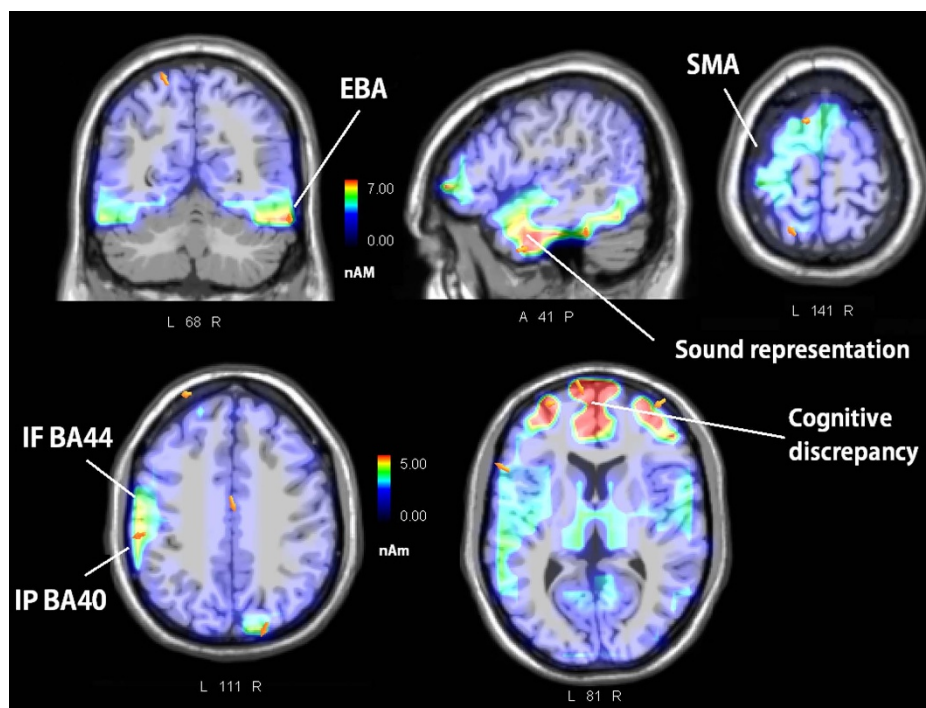 EBA
SMA
7.00
0.00
nAM
L 68 R
A 41 P
L 141 R
Sound representation
IF BA44
IP BA40
5.00
0.00
nAm
Cognitive
discrepancy
L 111 R
L 81 R